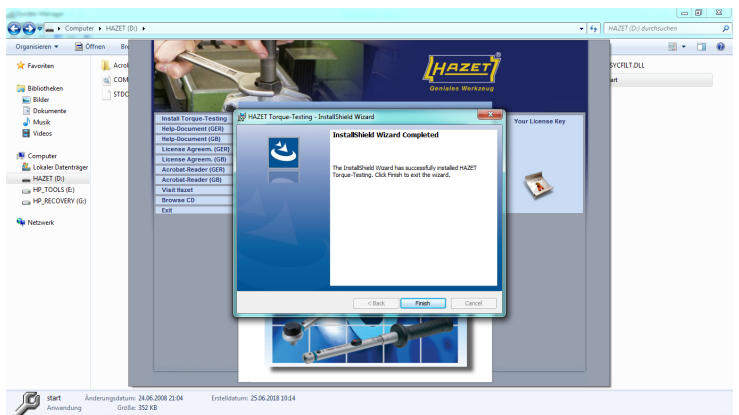 Computer ▸ HAZET (D:) ▸
HAZET (D:) durchsuchen
Organisieren ▾
Öffnen
Favoriten
Bibliotheken
Bilder
Dokumente
Musik
Videos
Computer
Lokaler Datenträger
HAZET (D:)
HP_TOOLS (E:)
HP_RECOVERY (G:)
Netzwerk
HAZET
Geniales Werkzeug
Install Torque-Testing
Help-Document (GER)
Help-Document (GB)
License Agreem. (GER)
License Agreem. (GB)
Acrobat-Reader (GER)
Acrobat-Reader (GB)
Visit Hazet
Browse CD
Exit
HAZET Torque-Testing - InstallShield Wizard
InstallShield Wizard Completed
The InstallShield Wizard has successfully installed HAZET
Torque-Testing. Click Finish to exit the wizard.
< Back
Finish
Cancel
Your License Key
SYCFILT.DLL
start
Anwendung
Änderungsdatum: 24.06.2008 21:04
Größe: 352 KB
Erstelldatum: 25.06.2018 10:14